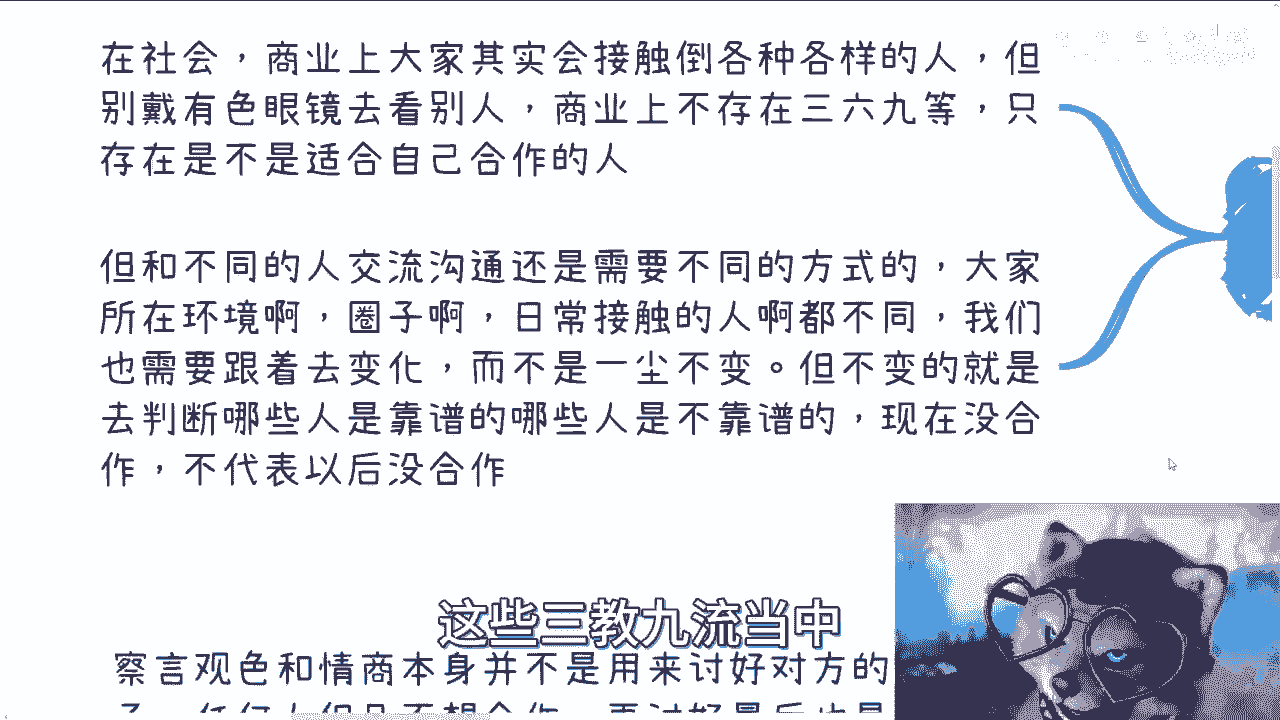 在社会，商业上大家其实会接触倒各种各样的人，但
别戴有色眼镜去看别人，商业上不存在三六九等，只
存在是不是适合自己合作的人
但和不同的人交流沟通还是需要不同的方式的，大家
所在环境啊，圈子啊，日常接触的人啊都不同，我们
也需要跟着去变化，而不是一尘不变。但不变的就是
去判断哪些人是靠谱的哪些人是不靠谱的，现在没合
作，不代表以后没合作
这些三教九流当中
察言观色和情商本身并不是用来讨好对方的